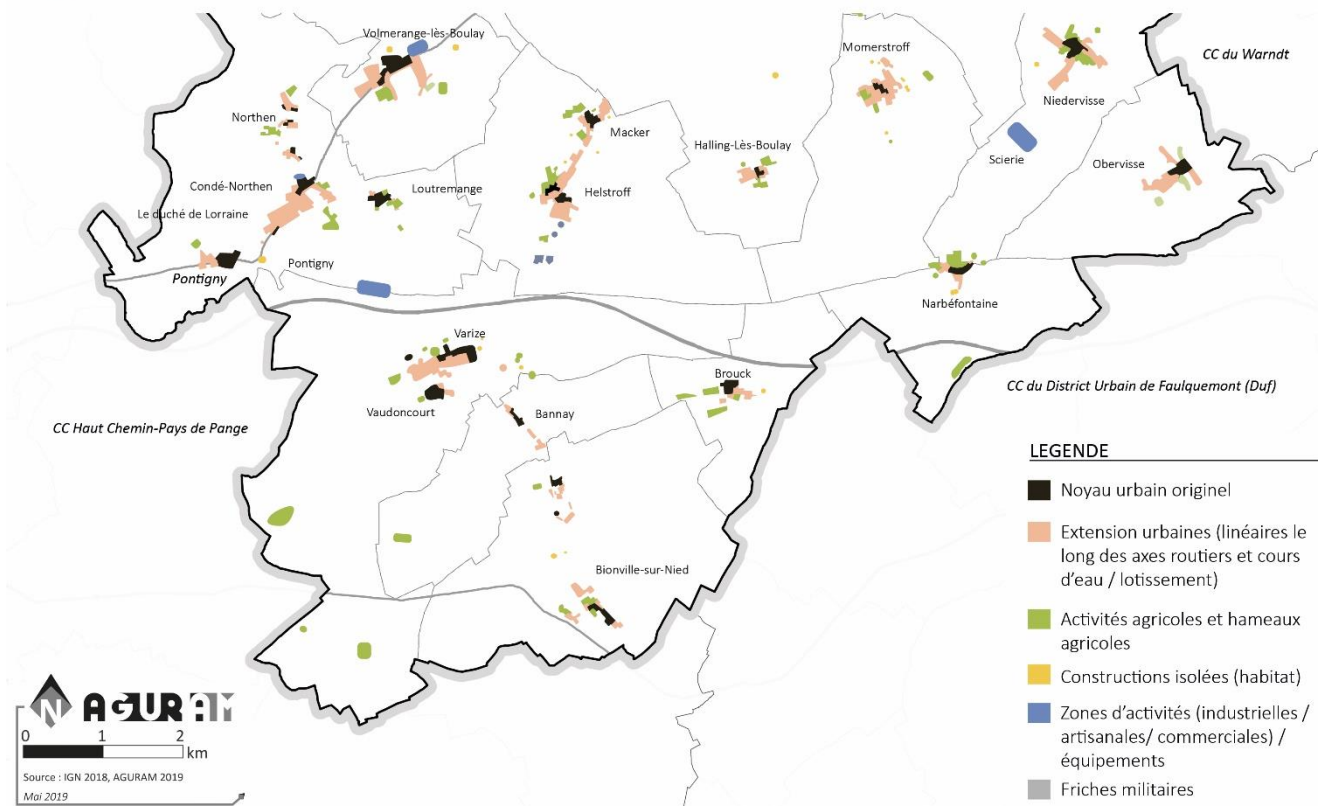 Volmerange-lès-Boulay
Momerstroff
CC du Warndt
Niedervisse
Northen
Macker
Halling-Lès-Boulay
Scierie
Obervisse
Condé-Northen
Loutremange
Helstroff
Le duché de Lorraine
Pontigny
Pontigny
Narbéfontaine
Varize
Brouck
CC du District Urbain de Faulquemont (Duf)
Vaudoncourt
Bannay
CC Haut Chemin-Pays de Pange
Bionville-sur-Nied
LEGENDE
Noyau urbain originel
Extension urbaines (linéaires le
long des axes routiers et cours
d'eau / lotissement)
Activités agricoles et hameaux
agricoles
Constructions isolées (habitat)
Zones d'activités (industrielles /
artisanales/ commerciales) /
équipements
Friches militaires
N AGURAM
0 1 2
km
Source : IGN 2018, AGURAM 2019
Mai 2019